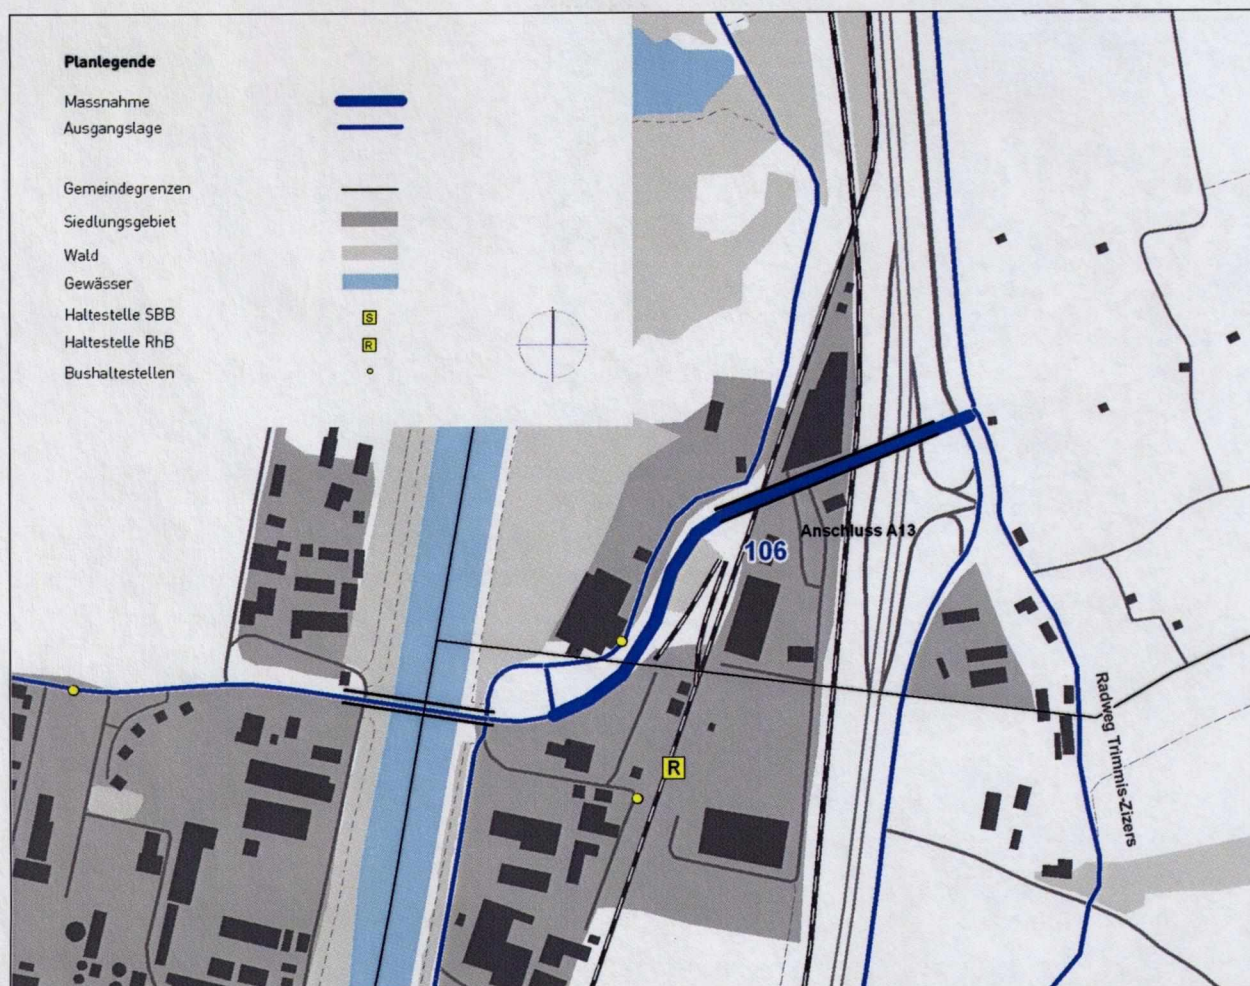 Planlegende
Massnahme
Ausgangslage
Gemeindegrenzen
Siedlungsgebiet
Wald
Gewässer
Haltestelle SBB
S
Haltestelle RhB
R
Bushaltestellen
Anschluss A13
106
R
Radweg Trimmis-Zizers